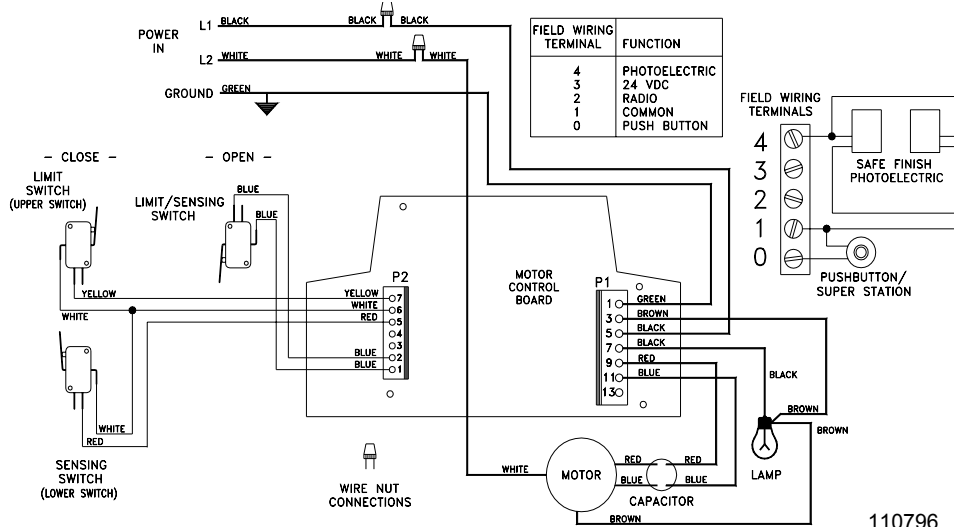 POWER
IN
L1 BLACK BLACK BLACK
L2 WHITE WHITE WHITE
GROUND GREEN
FIELD WIRING
TERMINAL FUNCTION
4 PHOTOELECTRIC
3 24 VDC
2 RADIO
1 COMMON
0 PUSH BUTTON
FIELD WIRING
TERMINALS
4
3
2
1
0
SAFE FINISH
PHOTOELECTRIC
PUSHBUTTON/
SUPER STATION
- CLOSE -
LIMIT
SWITCH
(UPPER SWITCH)
- OPEN -
BLUE
LIMIT/SENSING
SWITCH
BLUE
YELLOW
WHITE
WHITE
RED
SENSING
SWITCH
(LOWER SWITCH)
P2
YELLOW 7
WHITE 6
RED 5
4
3
BLUE 2
BLUE 1
MOTOR
CONTROL
BOARD
P1
1 GREEN
3 BROWN
5 BLACK
7 BLACK
9 RED
11 BLUE
13
BLACK
BROWN
BROWN
LAMP
WIRE NUT
CONNECTIONS
WHITE
MOTOR
RED RED
BLUE BLUE
CAPACITOR
BROWN
110796